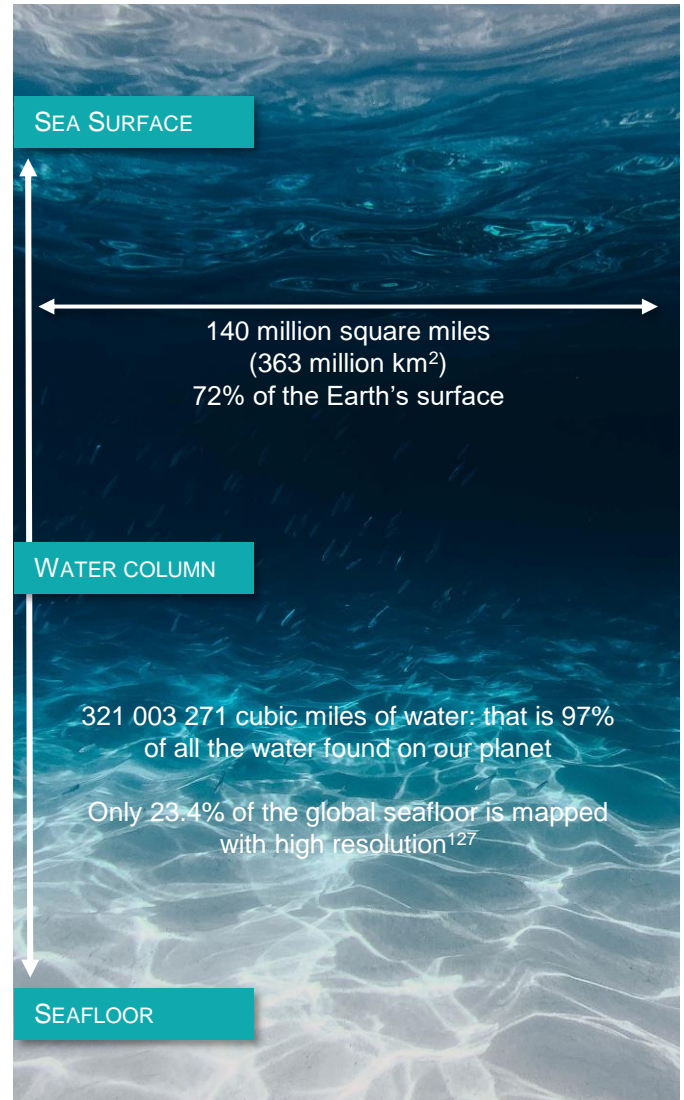 SEA SURFACE
140 million square miles
(363 million km²)
72% of the Earth’s surface
WATER COLUMN
321 003 271 cubic miles of water: that is 97%
of all the water found on our planet
Only 23.4% of the global seafloor is mapped
with high resolution¹²⁷
SEAFLOOR